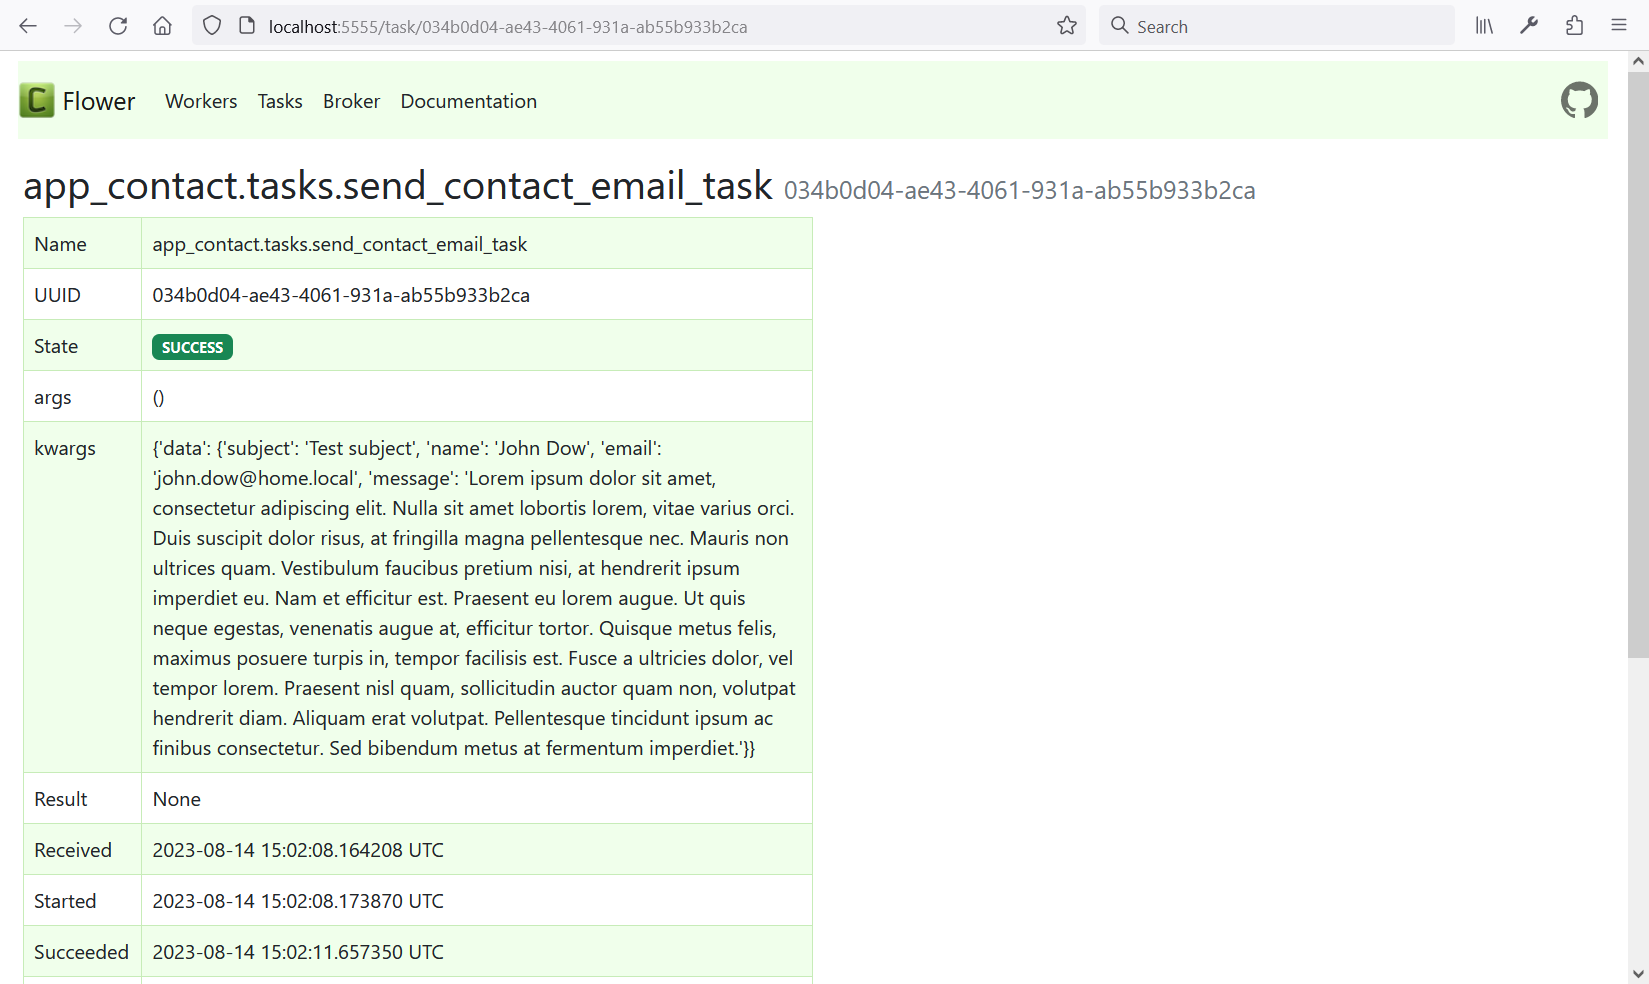 localhost:5555/task/034b0d04-ae43-4061-931a-ab55b933b2ca
Search
C Flower Workers Tasks Broker Documentation
app_contact.tasks.send_contact_email_task 034b0d04-ae43-4061-931a-ab55b933b2ca
Name app_contact.tasks.send_contact_email_task
UUID 034b0d04-ae43-4061-931a-ab55b933b2ca
State SUCCESS
args ()
kwargs {'data': {'subject': 'Test subject', 'name': 'John Dow', 'email':
'john.dow@home.local', 'message': 'Lorem ipsum dolor sit amet,
consectetur adipiscing elit. Nulla sit amet lobortis lorem, vitae varius orci.
Duis suscipit dolor risus, at fringilla magna pellentesque nec. Mauris non
ultrices quam. Vestibulum faucibus pretium nisi, at hendrerit ipsum
imperdiet eu. Nam et efficitur est. Praesent eu lorem augue. Ut quis
neque egestas, venenatis augue at, efficitur tortor. Quisque metus felis,
maximus posuere turpis in, tempor facilisis est. Fusce a ultricies dolor, vel
tempor lorem. Praesent nisl quam, sollicitudin auctor quam non, volutpat
hendrerit diam. Aliquam erat volutpat. Pellentesque tincidunt ipsum ac
finibus consectetur. Sed bibendum metus at fermentum imperdiet.'}}
Result None
Received 2023-08-14 15:02:08.164208 UTC
Started 2023-08-14 15:02:08.173870 UTC
Succeeded 2023-08-14 15:02:11.657350 UTC